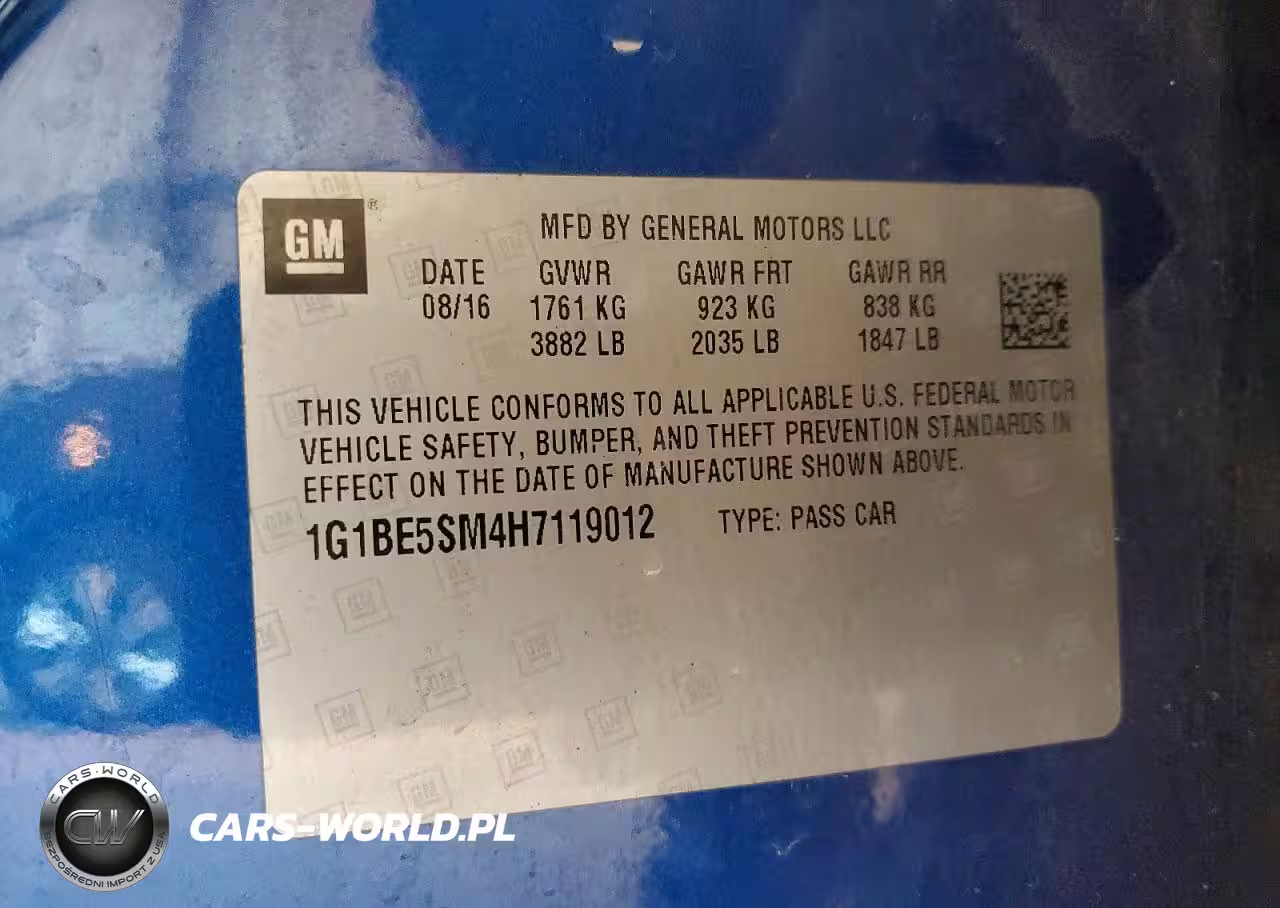 GM ®
MFD BY GENERAL MOTORS LLC
DATE GVWR GAWR FRT GAWR RR
08/16 1761 KG 923 KG 838 KG
3882 LB 2035 LB 1847 LB
THIS VEHICLE CONFORMS TO ALL APPLICABLE U.S. FEDERAL MOTOR
VEHICLE SAFETY, BUMPER, AND THEFT PREVENTION STANDARDS IN
EFFECT ON THE DATE OF MANUFACTURE SHOWN ABOVE.
1G1BE5SM4H7119012 TYPE: PASS CAR
CARS-WORLD
CW
BEZPOŚREDNI IMPORT Z USA
CARS-WORLD.PL